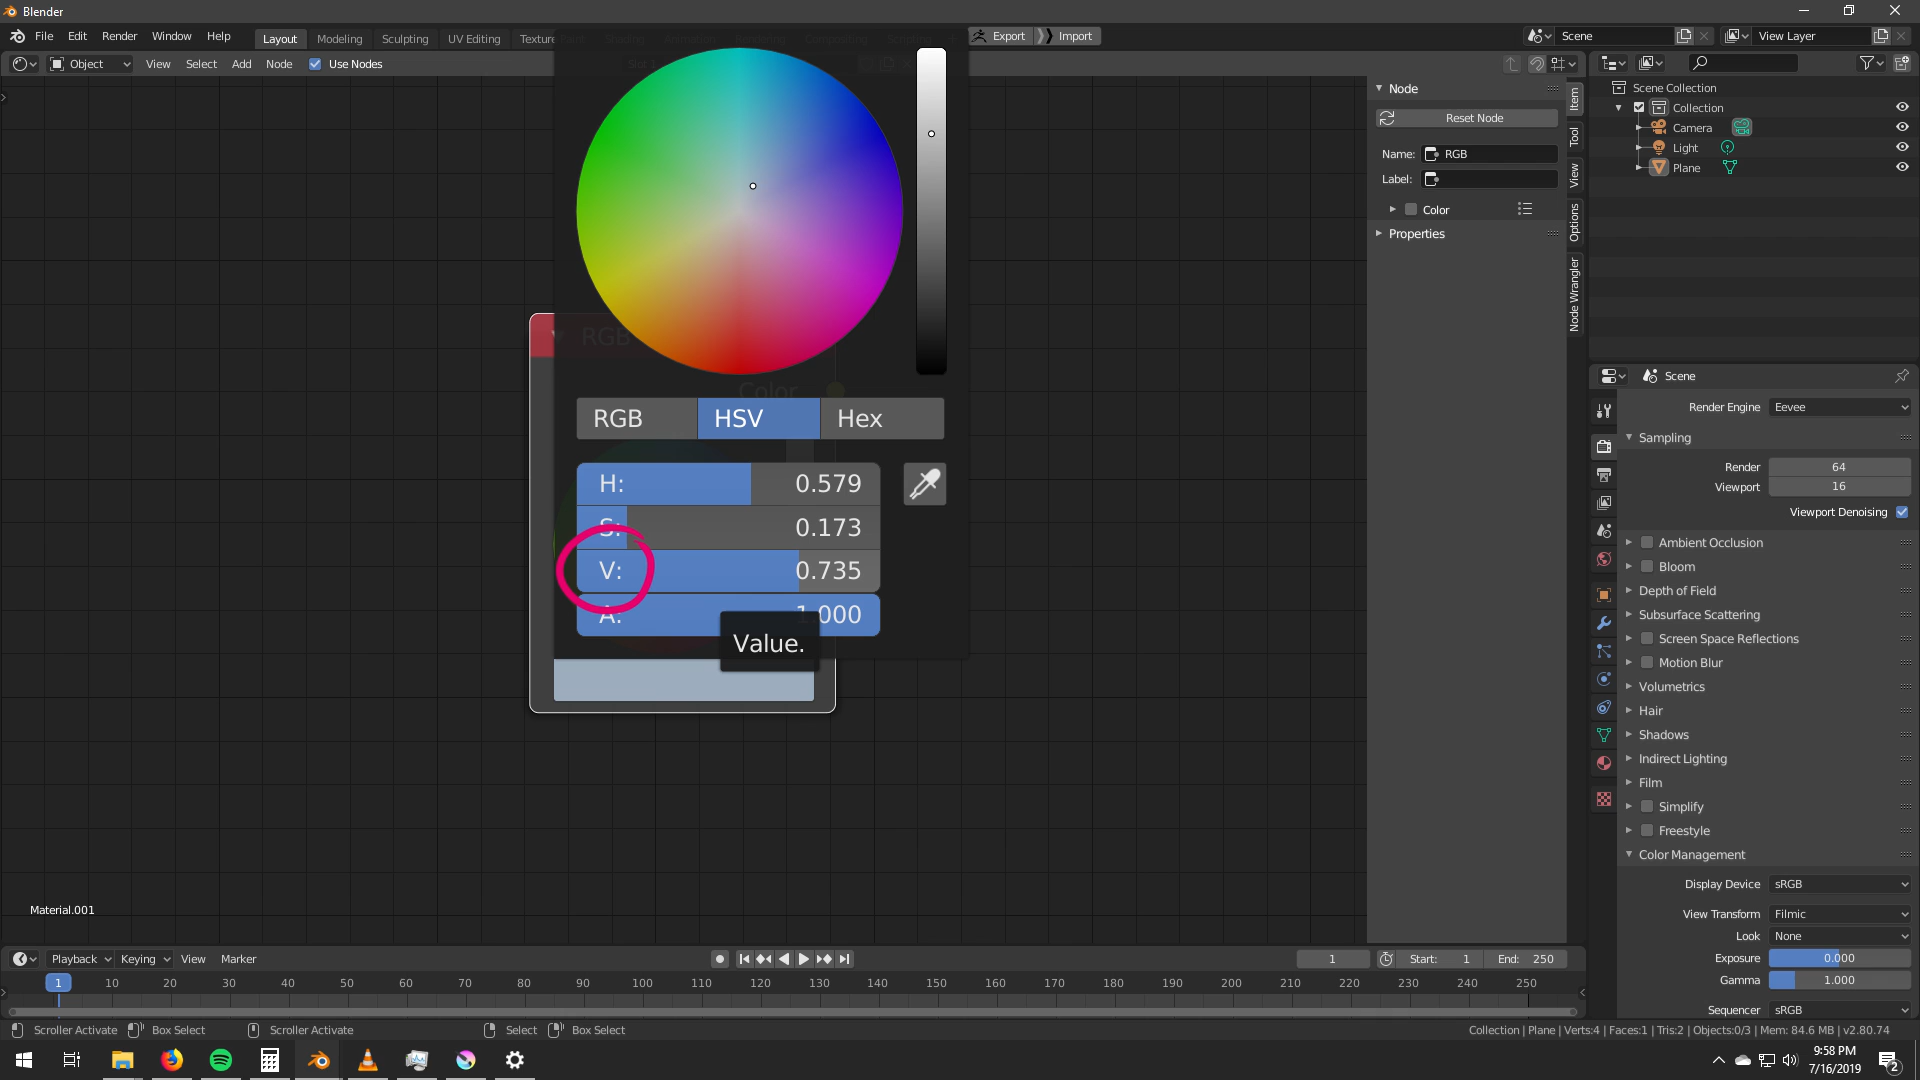 Blender
File Edit Render Window Help Layout Modeling Sculpting UV Editing Texture Export Import Scene View Layer
Object View Select Add Node Use Nodes
Node
Reset Node
Name: RGB
Label:
Color
Properties
Item
Tool
View
Options
Node Wrangler
Scene Collection
Collection
Camera
Light
Plane
RGB
Color
RGB HSV Hex
H: 0.579
S: 0.173
V: 0.735
A: 1.000
Value.
Scene
Render Engine Eevee
Sampling
Render 64
Viewport 16
Viewport Denoising
Ambient Occlusion
Bloom
Depth of Field
Subsurface Scattering
Screen Space Reflections
Motion Blur
Volumetrics
Hair
Shadows
Indirect Lighting
Film
Simplify
Freestyle
Color Management
Display Device sRGB
View Transform Filmic
Look None
Exposure 0.000
Gamma 1.000
Sequencer sRGB
Material.001
Playback Keying View Marker 1 Start: 1 End: 250
1 10 20 30 40 50 60 70 80 90 100 110 120 130 140 150 160 170 180 190 200 210 220 230 240 250
Scroller Activate Box Select Scroller Activate Select Box Select Collection | Plane | Verts:4 | Faces:1 | Tris:2 | Objects:0/3 | Mem: 84.6 MB | v2.80.74
9:58 PM
7/16/2019
2